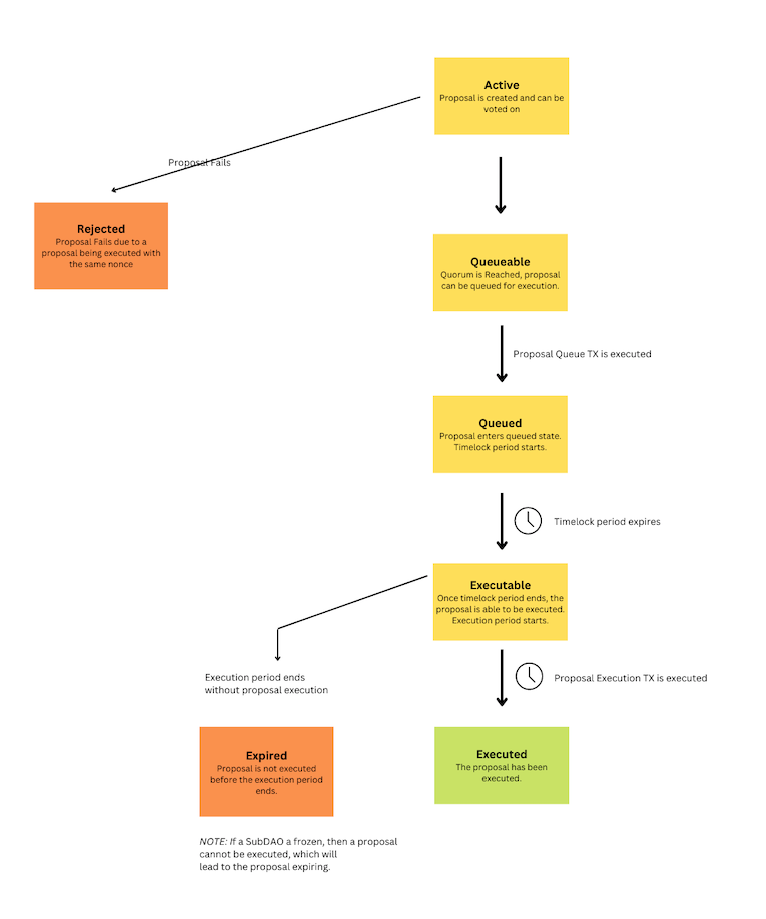 Active
Proposal is created and can be
voted on
Proposal Fails
Rejected
Proposal Fails due to a
proposal being executed with
the same nonce
Queueable
Quorum is Reached, proposal
can be queued for execution.
Proposal Queue TX is executed
Queued
Proposal enters queued state.
Timelock period starts.
Timelock period expires
Executable
Once timelock period ends, the
proposal is able to be executed.
Execution period starts.
Execution period ends
without proposal execution
Proposal Execution TX is executed
Expired
Proposal is not executed
before the execution period
ends.
Executed
The proposal has been
executed.
NOTE: If a SubDAO a frozen, then a proposal
cannot be executed, which will
lead to the proposal expiring.